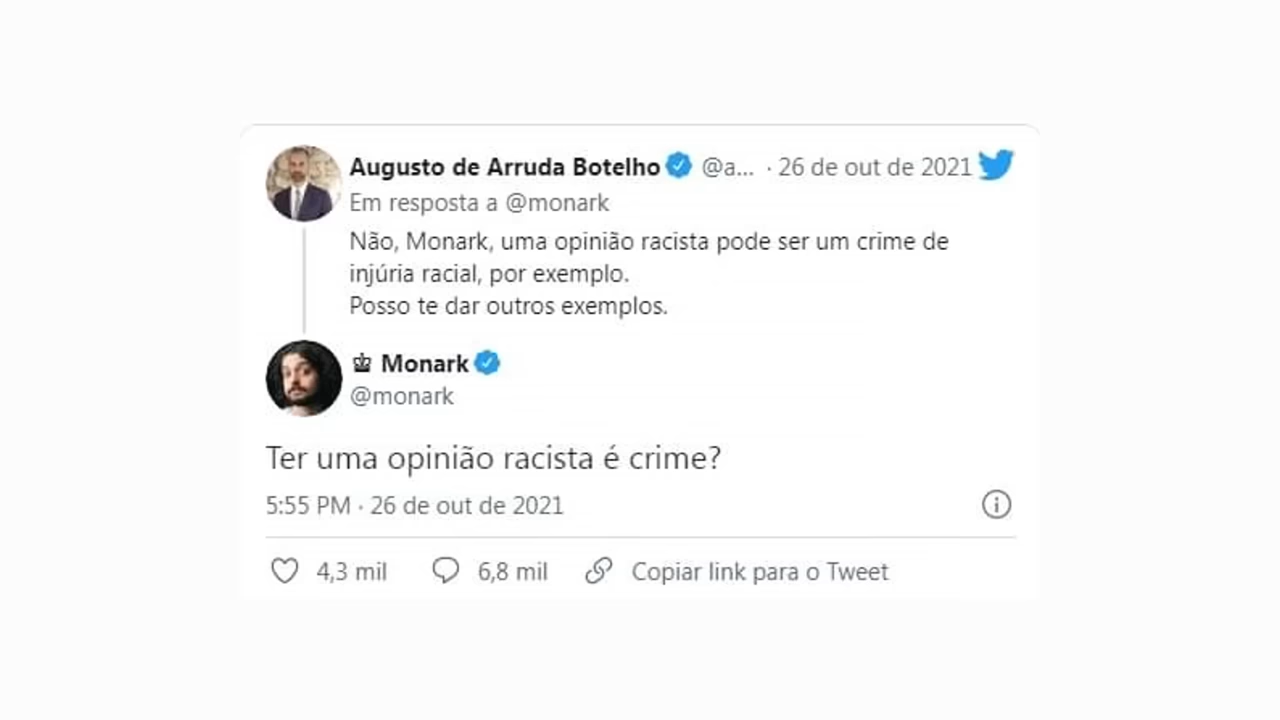 Augusto de Arruda Botelho @a... · 26 de out de 2021
Em resposta a @monark
Não, Monark, uma opinião racista pode ser um crime de
injúria racial, por exemplo.
Posso te dar outros exemplos.
♔ Monark
@monark
Ter uma opinião racista é crime?
5:55 PM · 26 de out de 2021
4,3 mil 6,8 mil Copiar link para o Tweet